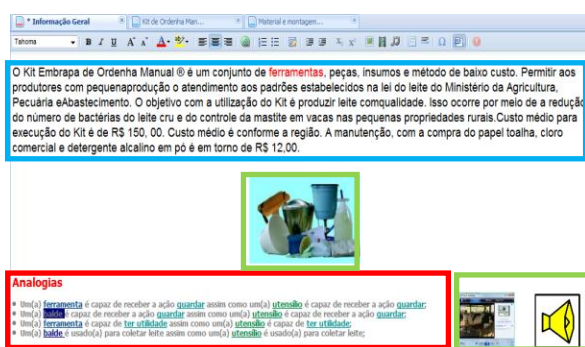 * Informação Geral
Kit de Ordenha Man...
Material e montagen...
Tahoma
O Kit Embrapa de Ordenha Manual ® é um conjunto de ferramentas, peças, insumos e método de baixo custo. Permitir aos
produtores com pequenaprodução o atendimento aos padrões estabelecidos na lei do leite do Ministério da Agricultura,
Pecuária eAbastecimento. O objetivo com a utilização do Kit é produzir leite comqualidade. Isso ocorre por meio de a redução
do número de bactérias do leite cru e do controle da mastite em vacas nas pequenas propriedades rurais.Custo médio para
execução do Kit é de R$ 150, 00. Custo médio é conforme a região. A manutenção, com a compra do papel toalha, cloro
comercial e detergente alcalino em pó é em torno de R$ 12,00.
Analogias
Um(a) ferramenta é capaz de receber a ação guardar assim como um(a) utensílio é capaz de receber a ação guardar;
Um(a) balde é capaz de receber a ação guardar assim como um(a) utensílio é capaz de receber a ação guardar;
Um(a) ferramenta é capaz de ter utilidade assim como um(a) utensílio é capaz de ter utilidade;
Um(a) balde é usado(a) para coletar leite assim como um(a) utensílio é usado(a) para coletar leite;